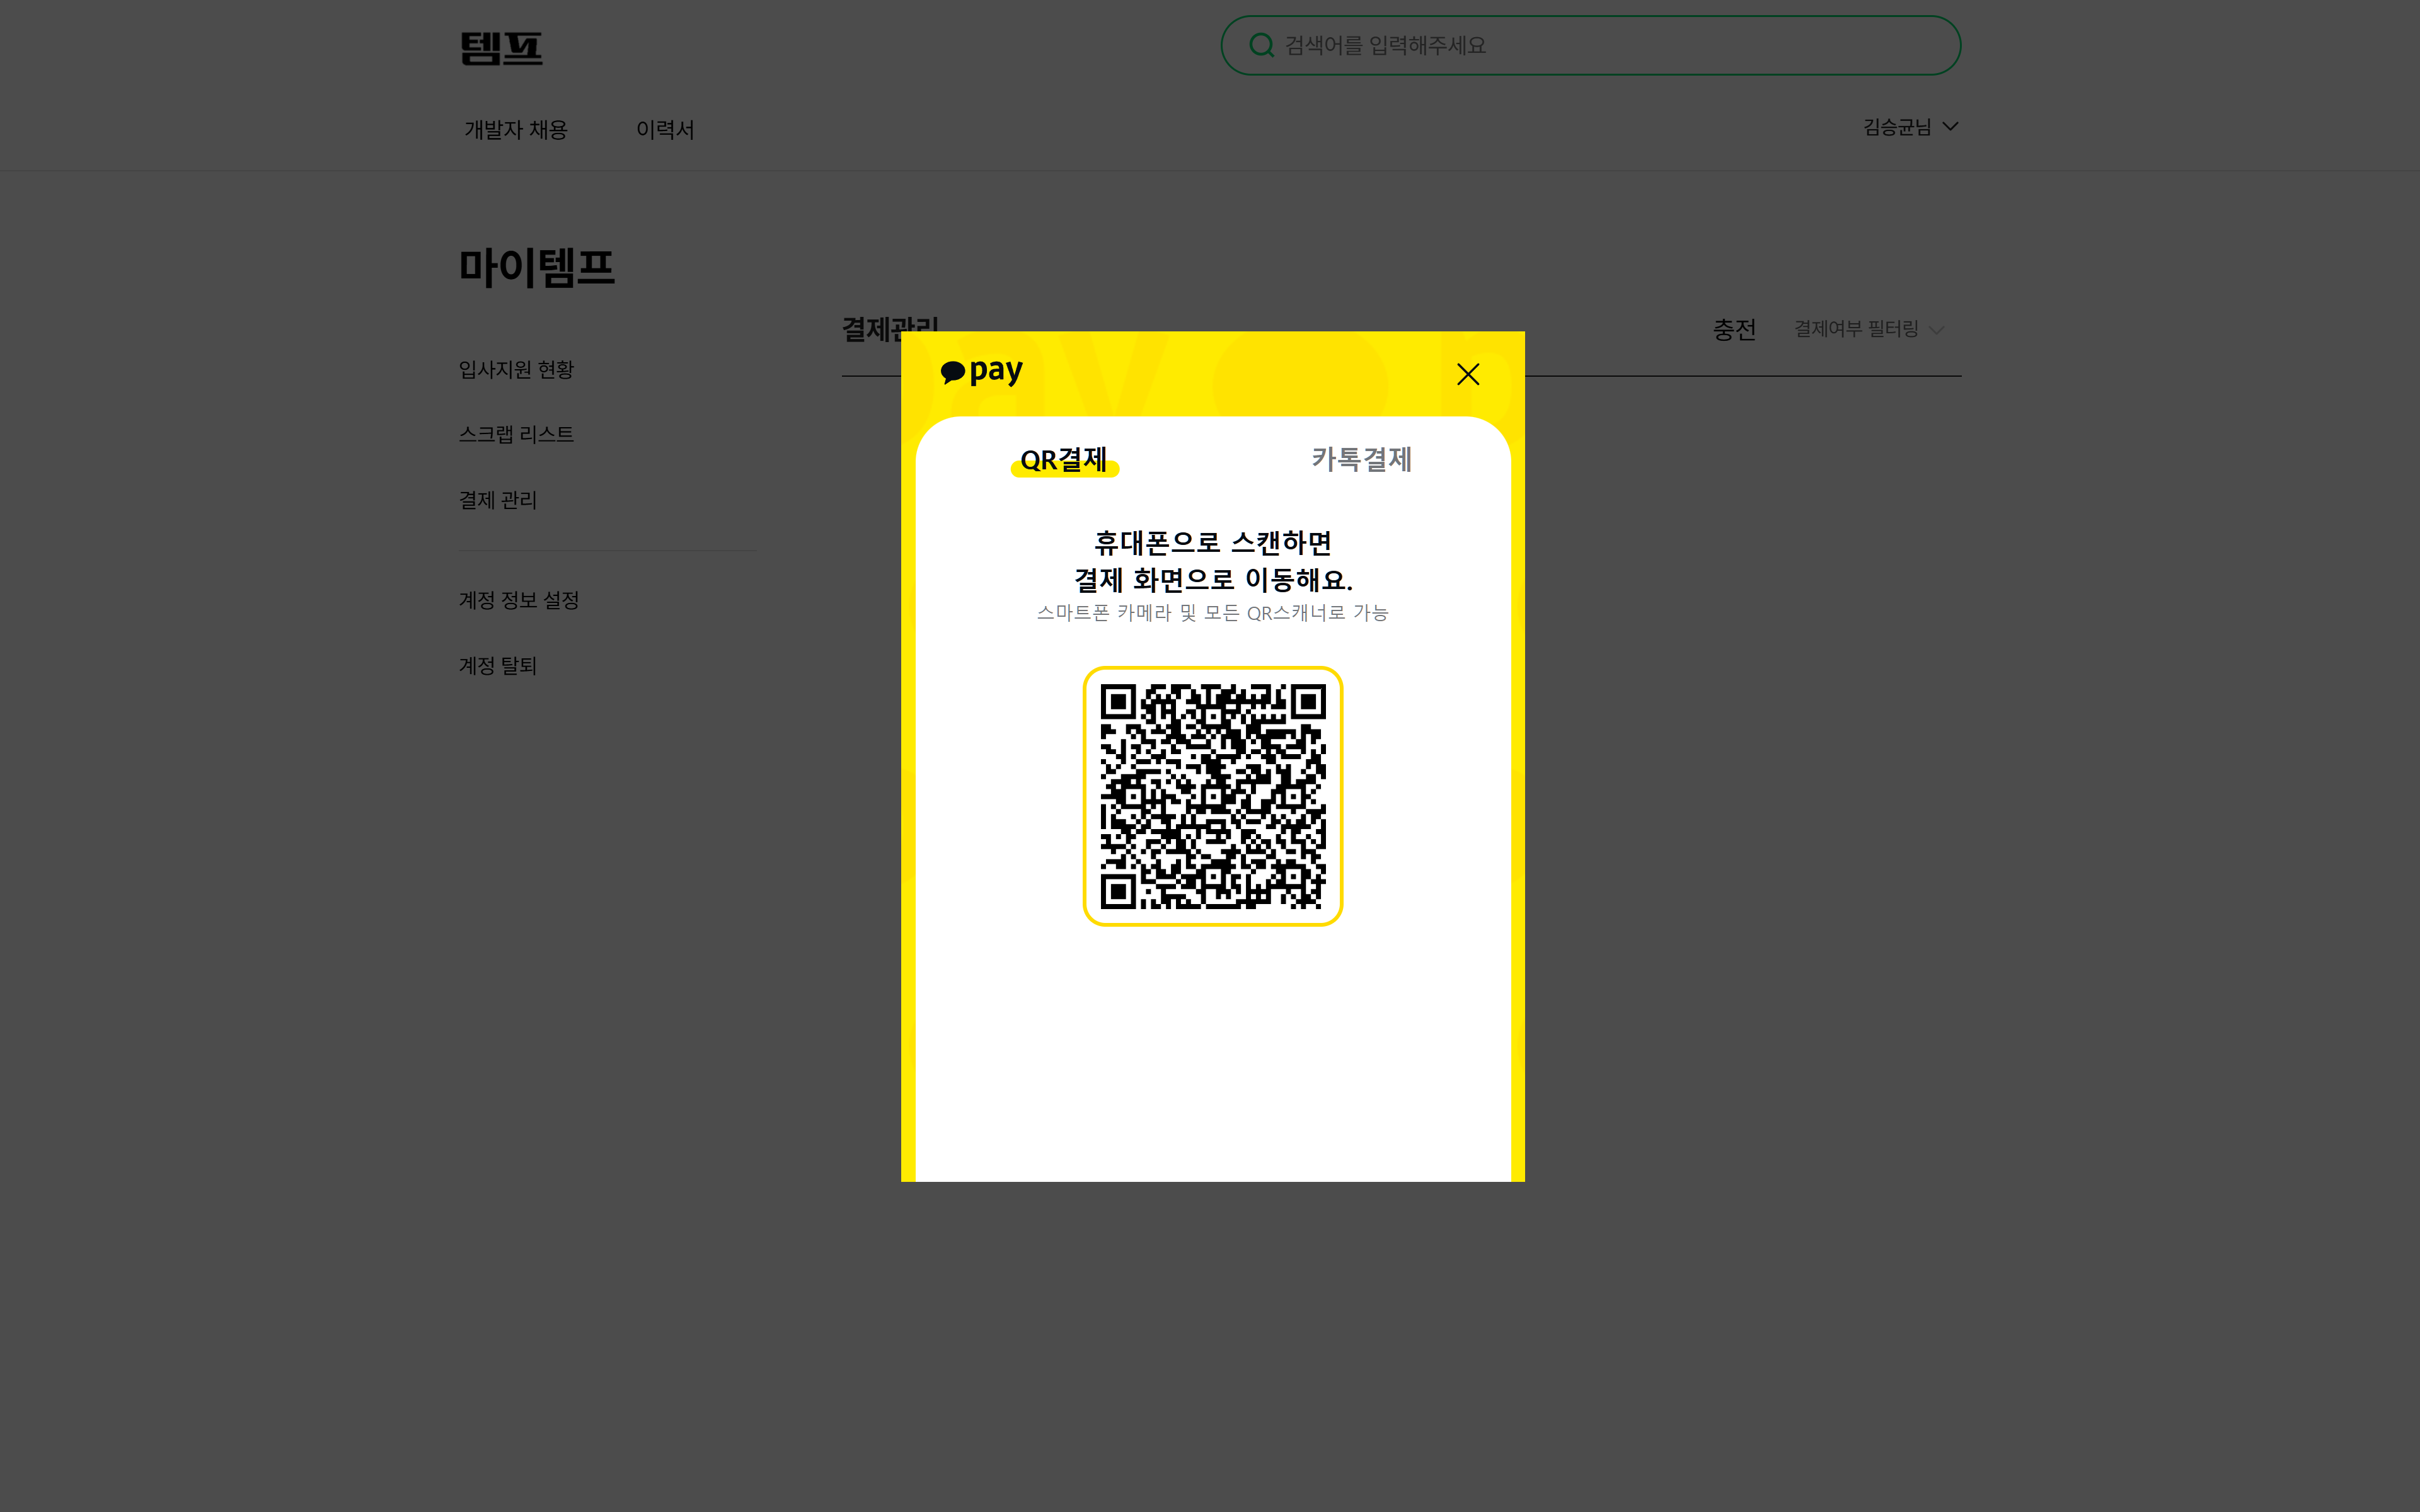 템프
검색어를 입력해주세요
개발자 채용
이력서
김승균님
마이템프
입사지원 현황
스크랩 리스트
결제 관리
계정 정보 설정
계정 탈퇴
결제관리
충전
결제여부 필터링
pay
QR결제
카톡결제
휴대폰으로 스캔하면
결제 화면으로 이동해요.
스마트폰 카메라 및 모든 QR스캐너로 가능